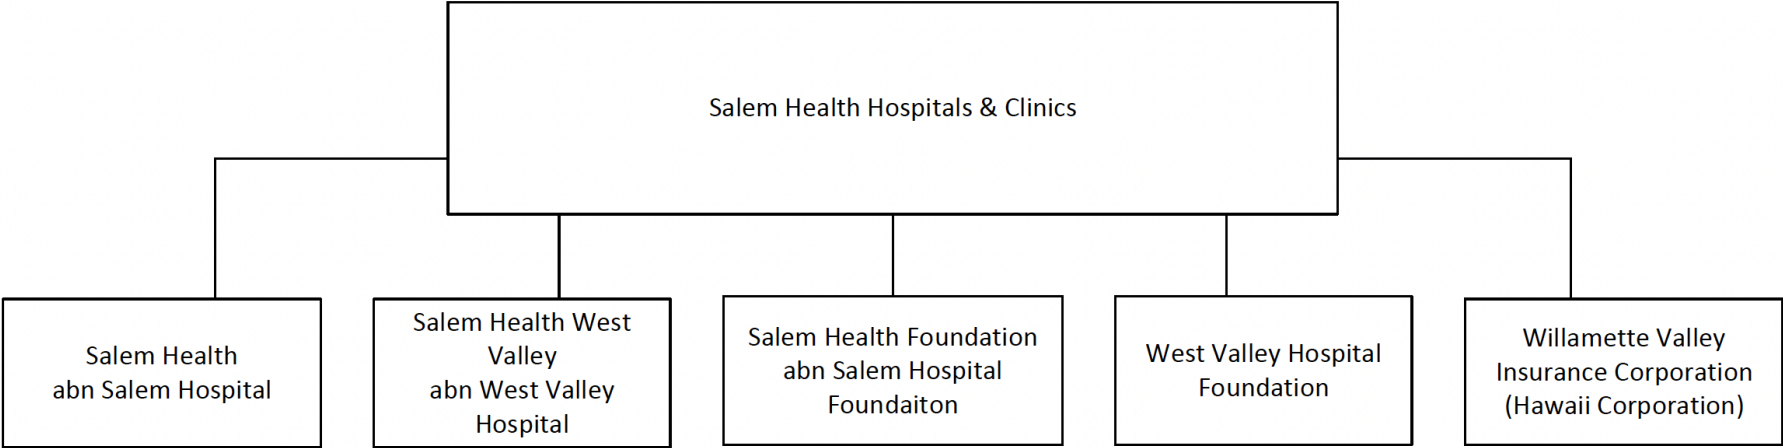 Salem Health Hospitals & Clinics
Salem Health
abn Salem Hospital
Salem Health West
Valley
abn West Valley
Hospital
Salem Health Foundation
abn Salem Hospital
Foundaiton
West Valley Hospital
Foundation
Willamette Valley
Insurance Corporation
(Hawaii Corporation)